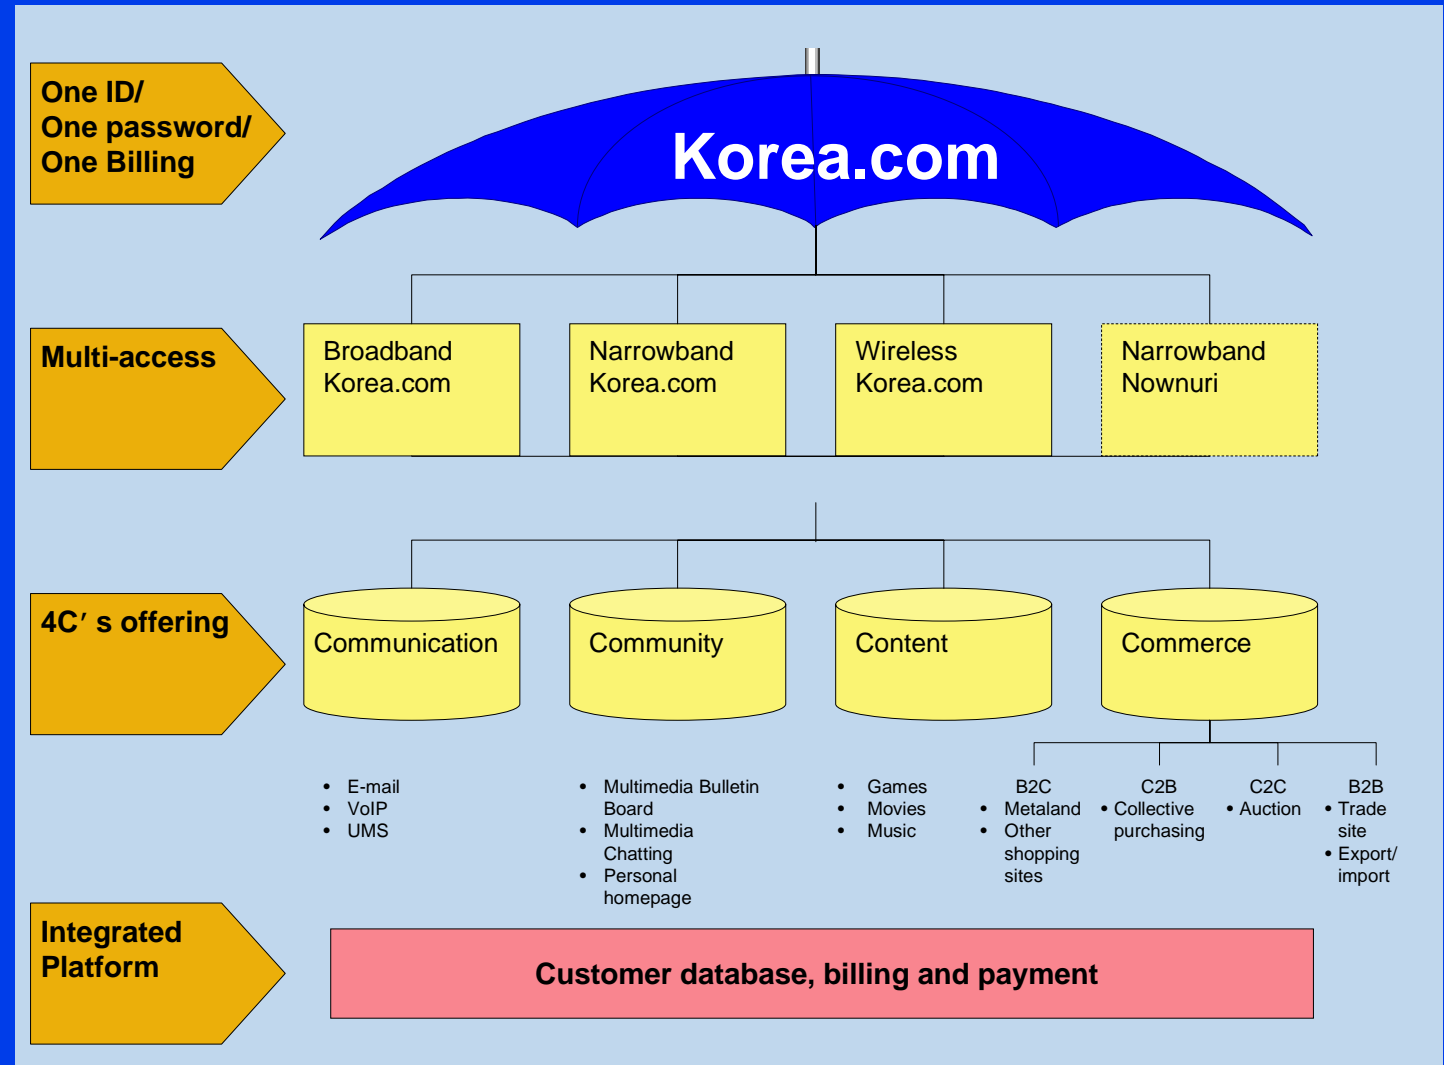 One ID/
One password/
One Billing
Korea.com
Multi-access
Broadband
Korea.com
Narrowband
Korea.com
Wireless
Korea.com
Narrowband
Nownuri
4C’ s offering
Communication
Community
Content
Commerce
• E-mail
• VoIP
• UMS
• Multimedia Bulletin
Board
• Multimedia
Chatting
• Personal
homepage
• Games
• Movies
• Music
B2C
• Metaland
• Other
shopping
sites
C2B
• Collective
purchasing
C2C
• Auction
B2B
• Trade
site
• Export/
import
Integrated
Platform
Customer database, billing and payment